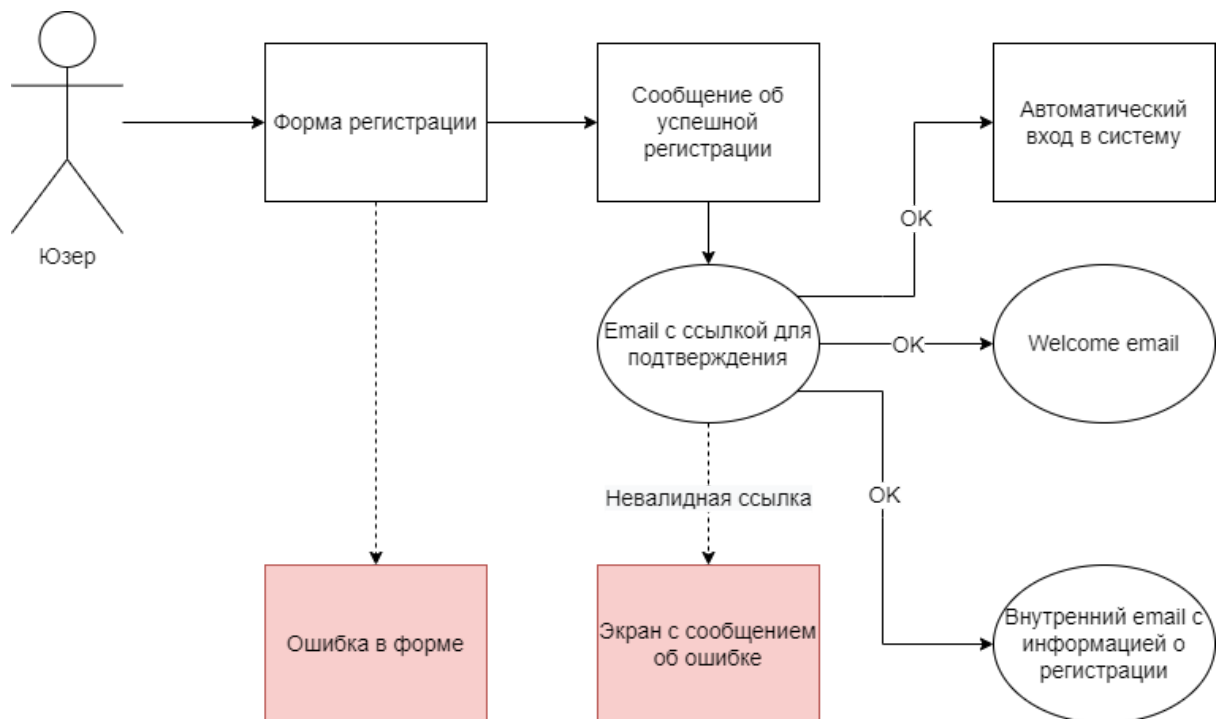 Юзер
Форма регистрации
Сообщение об
успешной
регистрации
Автоматический
вход в систему
OK
Email с ссылкой для
подтверждения
OK
Welcome email
Невалидная ссылка
OK
Ошибка в форме
Экран с сообщением
об ошибке
Внутренний email с
информацией о
регистрации